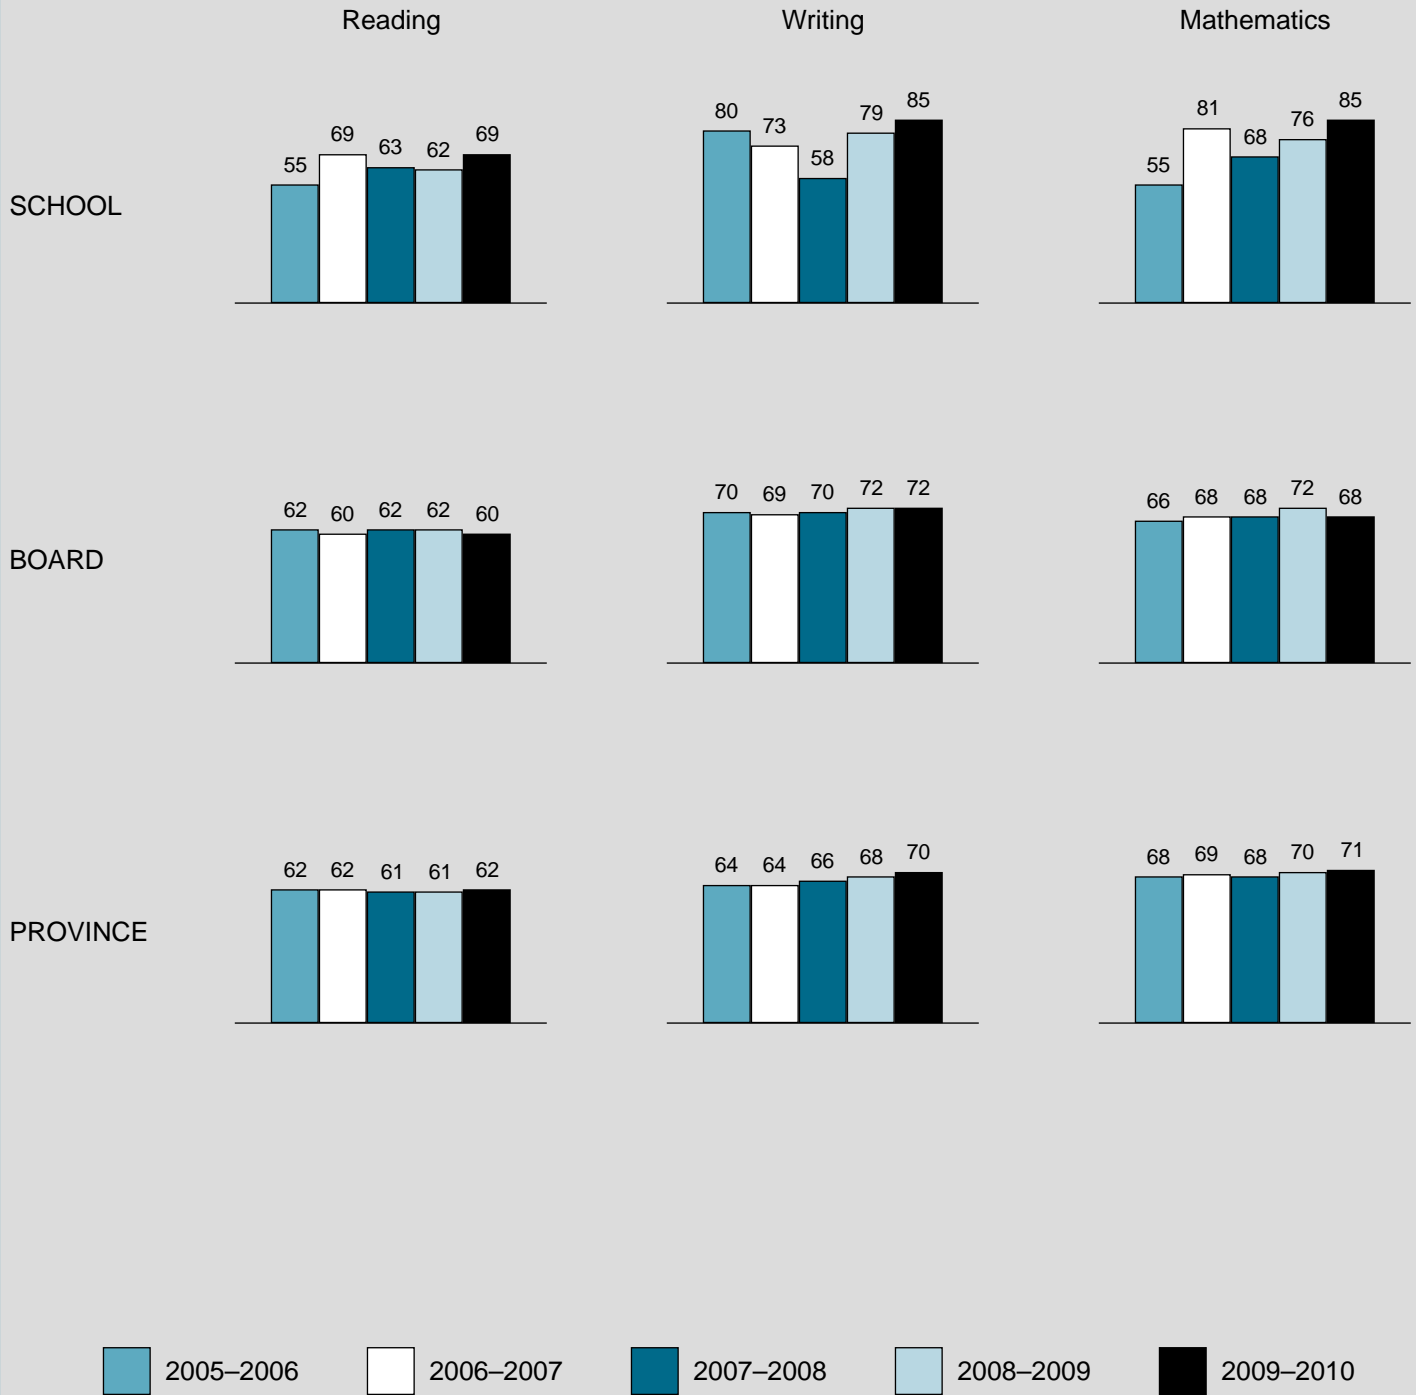 Reading Writing Mathematics
55 69 63 62 69
80 73 58 79 85
55 81 68 76 85
SCHOOL
62 60 62 62 60
70 69 70 72 72
66 68 68 72 68
BOARD
62 62 61 61 62
64 64 66 68 70
68 69 68 70 71
PROVINCE
2005–2006 2006–2007 2007–2008 2008–2009 2009–2010